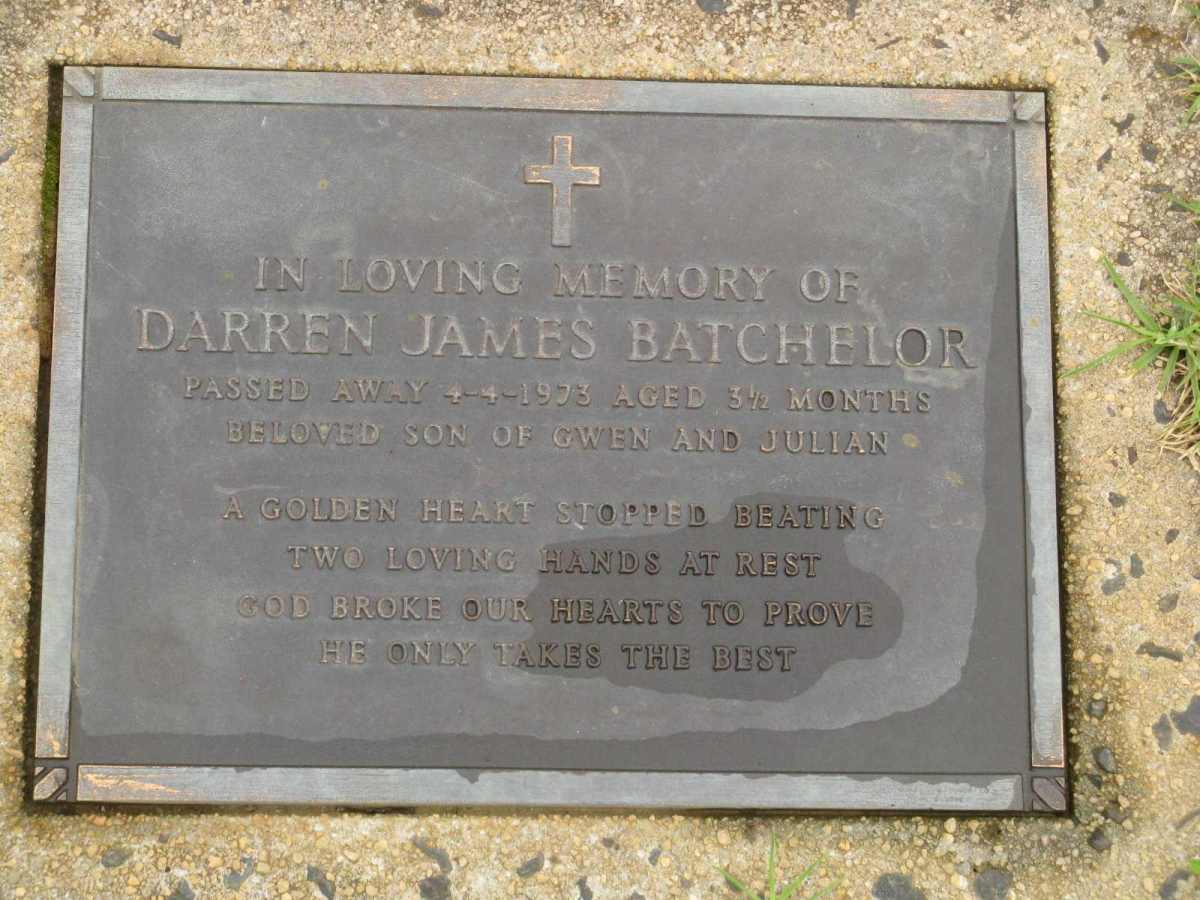 IN LOVING MEMORY OF
DARREN JAMES BATCHELOR
PASSED AWAY 4-4-1973 AGED 3½ MONTHS
BELOVED SON OF GWEN AND JULIAN
A GOLDEN HEART STOPPED BEATING
TWO LOVING HANDS AT REST
GOD BROKE OUR HEARTS TO PROVE
HE ONLY TAKES THE BEST